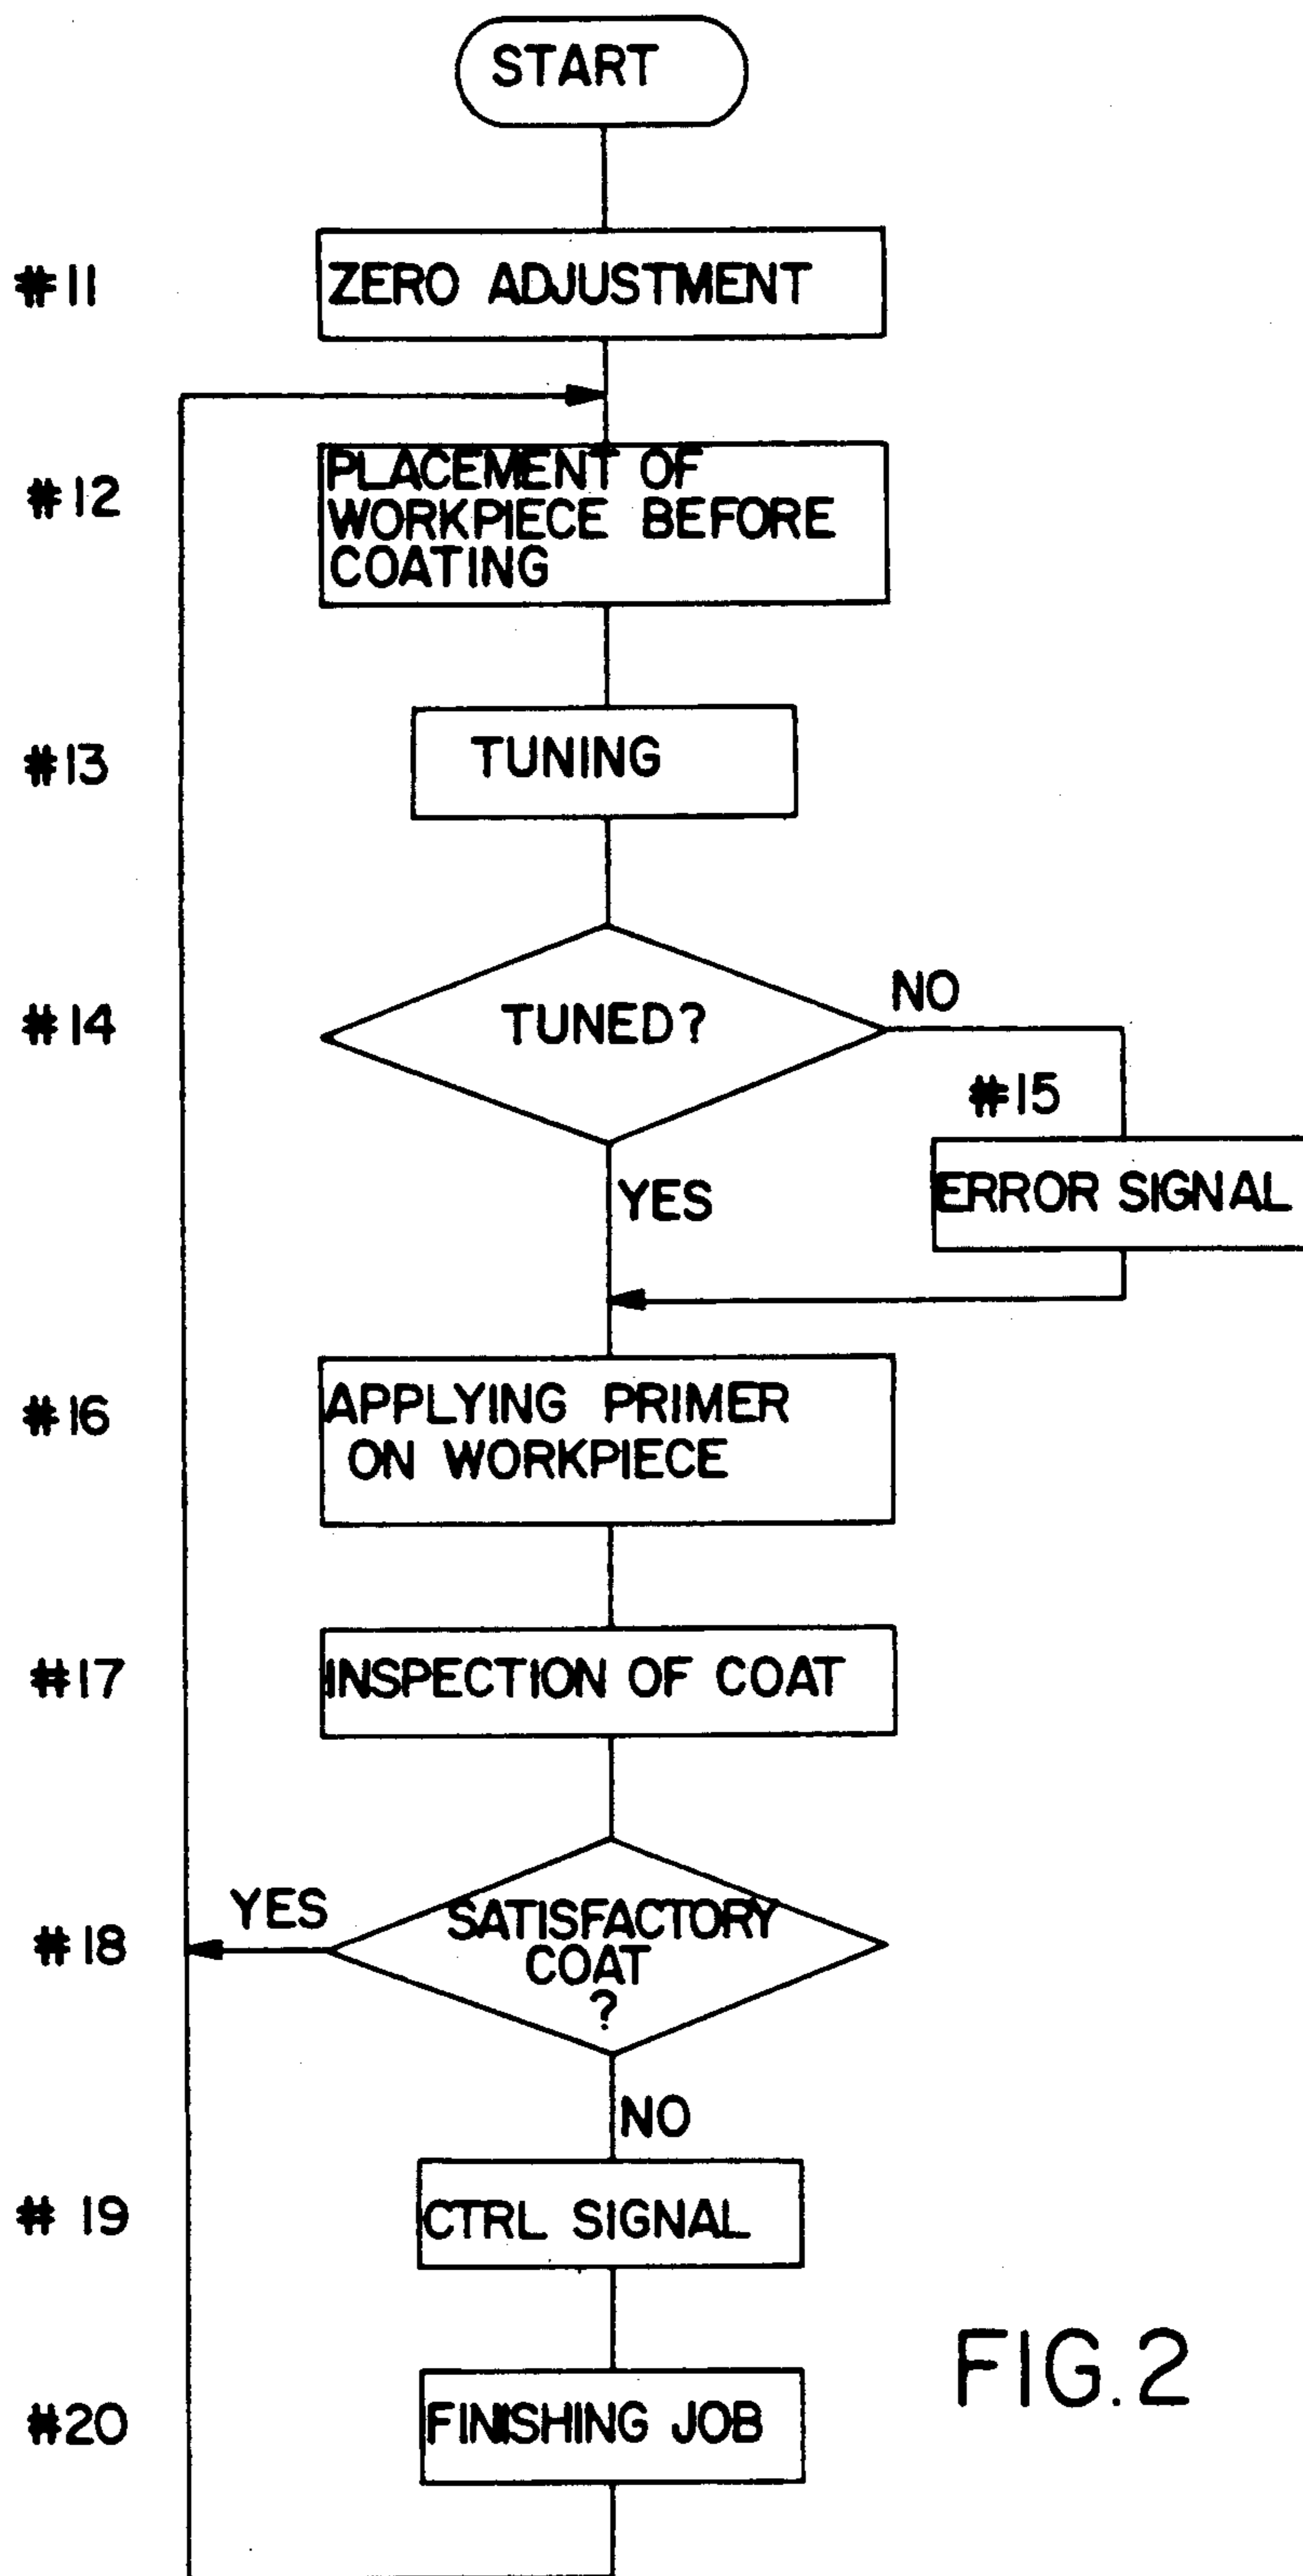 START
#11
ZERO ADJUSTMENT
#12
PLACEMENT OF
WORKPIECE BEFORE
COATING
#13
TUNING
#14
TUNED?
NO
#15
ERROR SIGNAL
YES
#16
APPLYING PRIMER
ON WORKPIECE
#17
INSPECTION OF COAT
#18
YES
SATISFACTORY
COAT
?
NO
# 19
CTRL SIGNAL
#20
FINISHING JOB
FIG.2